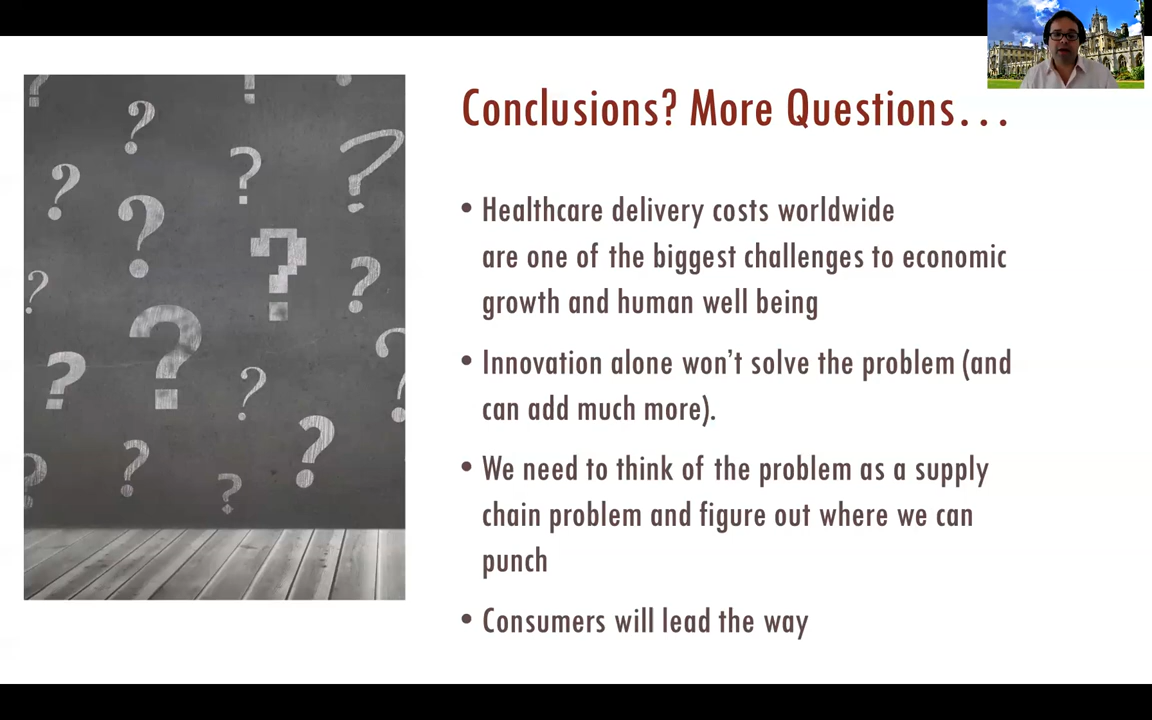 Conclusions? More Questions...
• Healthcare delivery costs worldwide
are one of the biggest challenges to economic
growth and human well being
• Innovation alone won't solve the problem (and
can add much more).
• We need to think of the problem as a supply
chain problem and figure out where we can
punch
• Consumers will lead the way